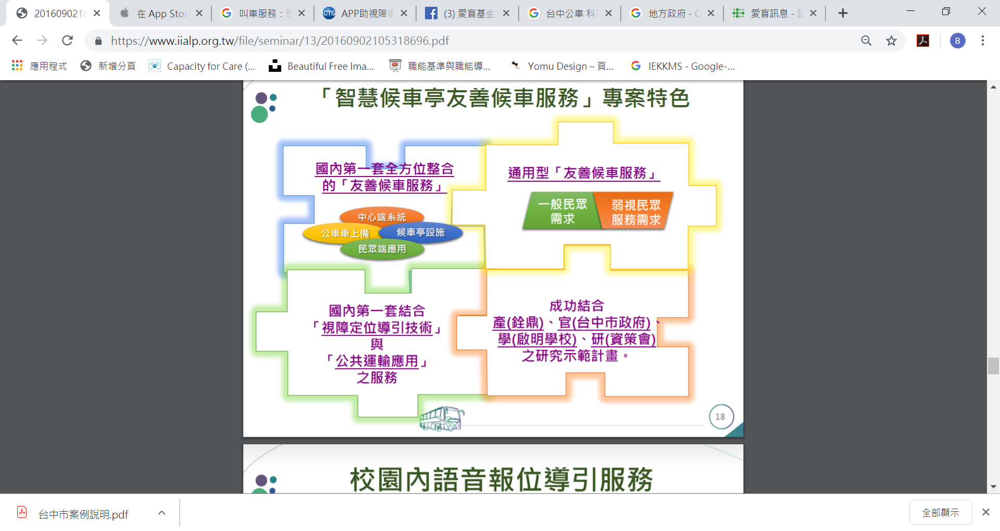 2016090210
在 App Stor
叫車服務：
CTS
APP助視障者
(3) 愛盲基金
台中公車 科
地方政府 - G
愛盲訊息 -
https://www.iialp.org.tw/file/seminar/13/20160902105318696.pdf
B
應用程式
新增分頁
Capacity for Care (...
Beautiful Free Ima...
職能基準與職能導...
Yomu Design – 頁...
IEKKMS - Google-...
「智慧候車亭友善候車服務」專案特色
國內第一套全方位整合
的「友善候車服務」
中心端系統
公車車上備
候車亭設施
民眾端應用
通用型「友善候車服務」
一般民眾
需求
弱視民眾
服務需求
國內第一套結合
「視障定位導引技術」
與
「公共運輸應用」
之服務
成功結合
產(銓鼎)、官(台中市政府)、
學(啟明學校)、研(資策會)
之研究示範計畫。
18
校園內語音報位導引服務
台中市案例說明.pdf
全部顯示